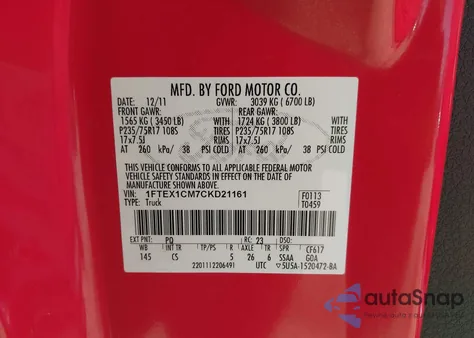 MFD. BY FORD MOTOR CO.
DATE: 12/11 GVWR: 3039 KG ( 6700 LB)
FRONT GAWR: REAR GAWR:
1565 KG ( 3450 LB) 1724 KG ( 3800 LB)
P235/75R17 108S TIRES P235/75R17 108S TIRES
17x7.5J RIMS 17x7.5J RIMS
AT 260 kPa/ 38 PSI COLD AT 260 kPa/ 38 PSI COLD
THIS VEHICLE CONFORMS TO ALL APPLICABLE FEDERAL MOTOR
VEHICLE SAFETY STANDARDS IN EFFECT ON THE DATE OF
MANUFACTURE SHOWN ABOVE.
VIN: 1FTEX1CM7CKD21161 F0113
TYPE: Truck T0459
EXT PNT: PQ RC: 23 DSO:
WB INT TR TP/PS R AXLE TR SPR CF617
145 CS 5 26 6 SSAA G0A
2201112206491 UTC 5U5A-1520472-BA
autoSnap